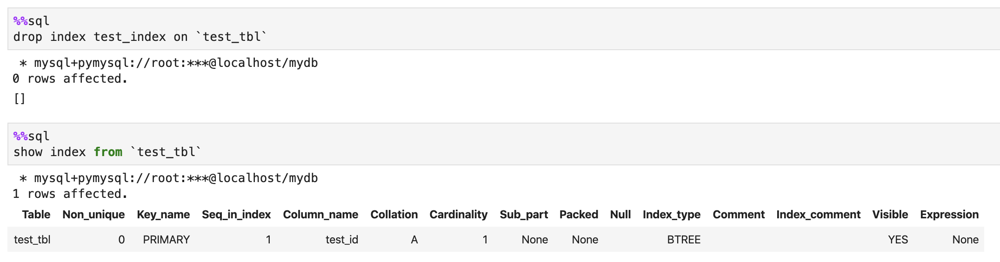 %%sql
drop index test_index on `test_tbl`
* mysql+pymysql://root:***@localhost/mydb
0 rows affected.
[]
%%sql
show index from `test_tbl`
* mysql+pymysql://root:***@localhost/mydb
1 rows affected.
Table Non_unique Key_name Seq_in_index Column_name Collation Cardinality Sub_part Packed Null Index_type Comment Index_comment Visible Expression
test_tbl 0 PRIMARY 1 test_id A 1 None None BTREE YES None